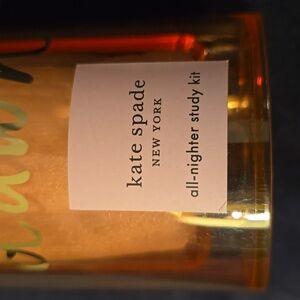 kate spade
NEW YORK
all-nighter study kit